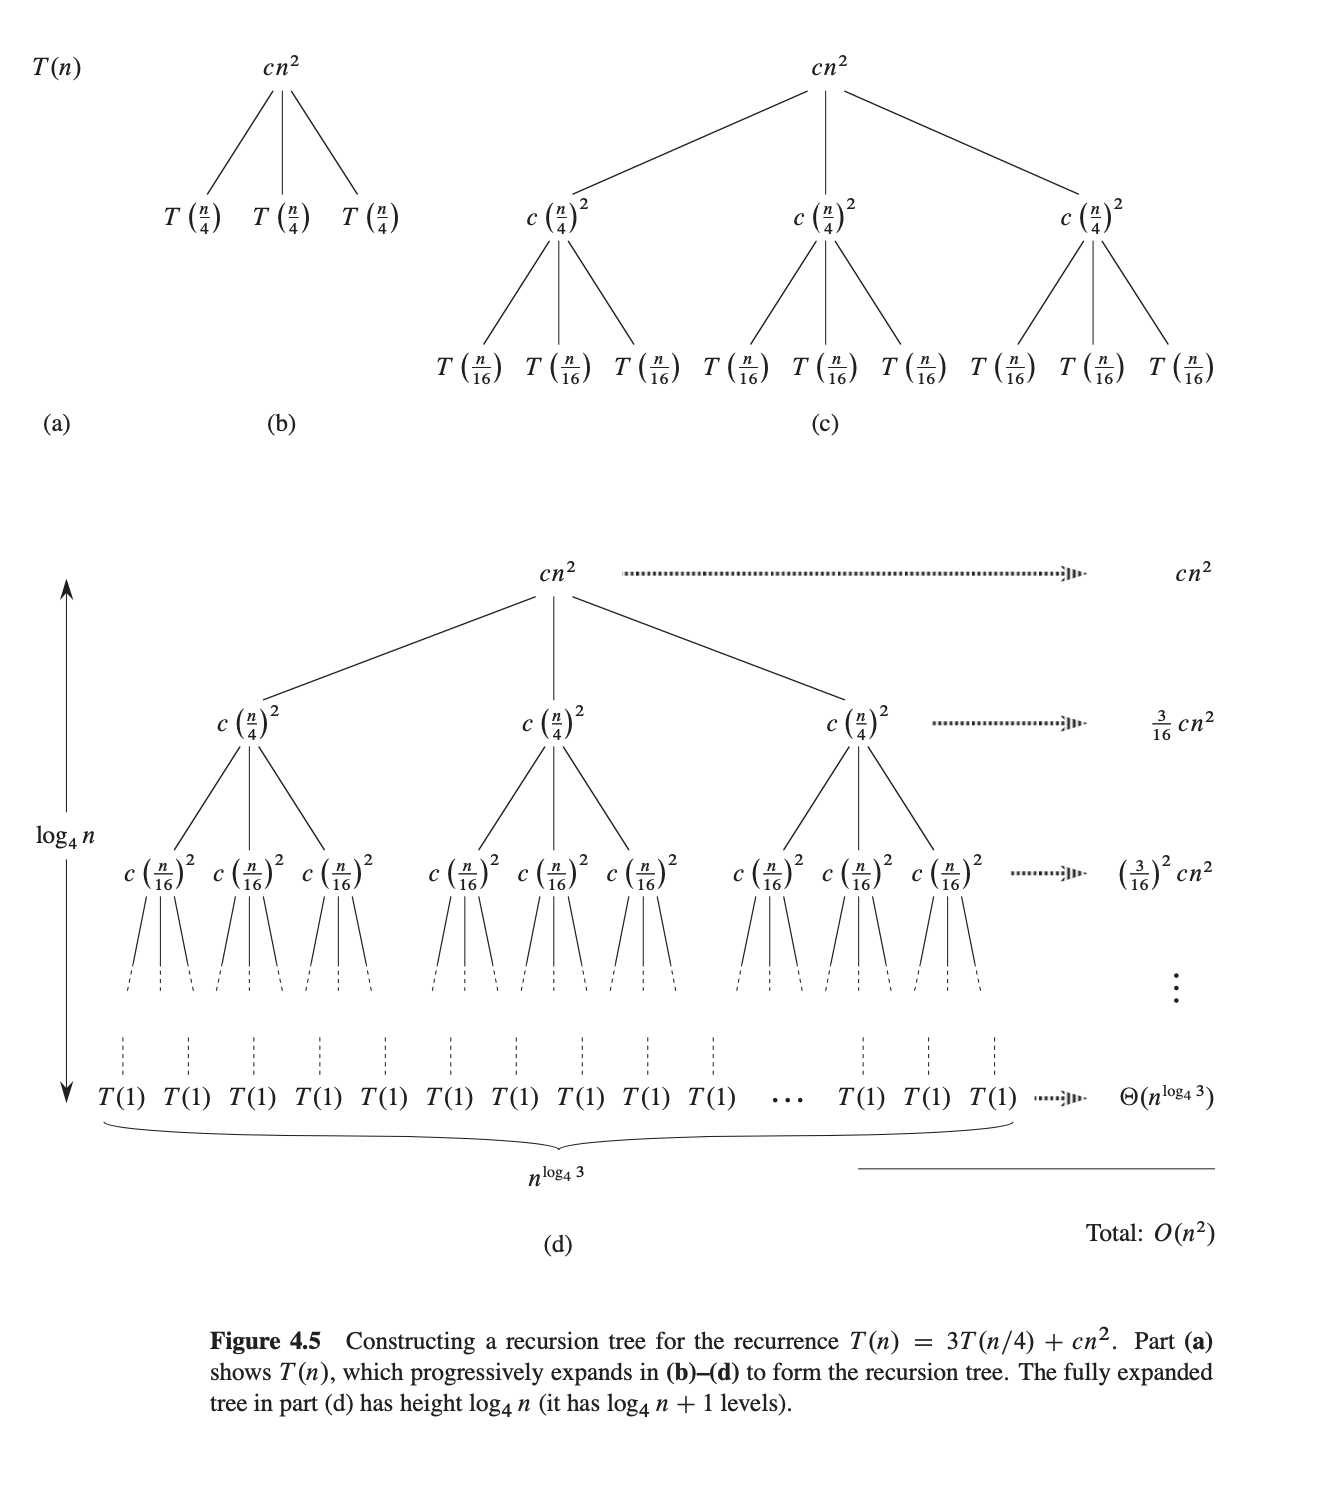 T(n) cn² cn²
T(n/4) T(n/4) T(n/4) c(n/4)² c(n/4)² c(n/4)²
T(n/16) T(n/16) T(n/16) T(n/16) T(n/16) T(n/16) T(n/16) T(n/16) T(n/16)
(a) (b) (c)
cn² cn²
c(n/4)² c(n/4)² c(n/4)² 3/16 cn²
log₄ n
c(n/16)² c(n/16)² c(n/16)² c(n/16)² c(n/16)² c(n/16)² c(n/16)² c(n/16)² c(n/16)² (3/16)² cn²
⋮
T(1) T(1) T(1) T(1) T(1) T(1) T(1) T(1) T(1) T(1) … T(1) T(1) T(1) Θ(n^{log₄ 3})
n^{log₄ 3}
Total: O(n²)
(d)
Figure 4.5 Constructing a recursion tree for the recurrence T(n) = 3T(n/4) + cn². Part (a)
shows T(n), which progressively expands in (b)–(d) to form the recursion tree. The fully expanded
tree in part (d) has height log₄ n (it has log₄ n + 1 levels).